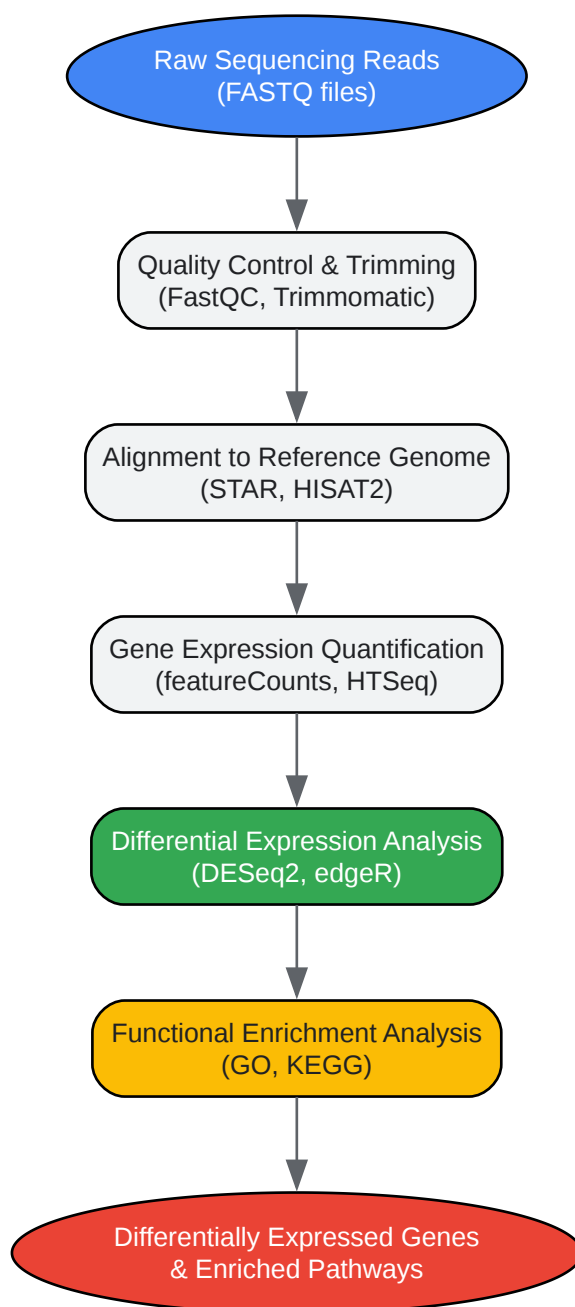 Raw Sequencing Reads
(FASTQ files)
Quality Control & Trimming
(FastQC, Trimmomatic)
Alignment to Reference Genome
(STAR, HISAT2)
Gene Expression Quantification
(featureCounts, HTSeq)
Differential Expression Analysis
(DESeq2, edgeR)
Functional Enrichment Analysis
(GO, KEGG)
Differentially Expressed Genes
& Enriched Pathways